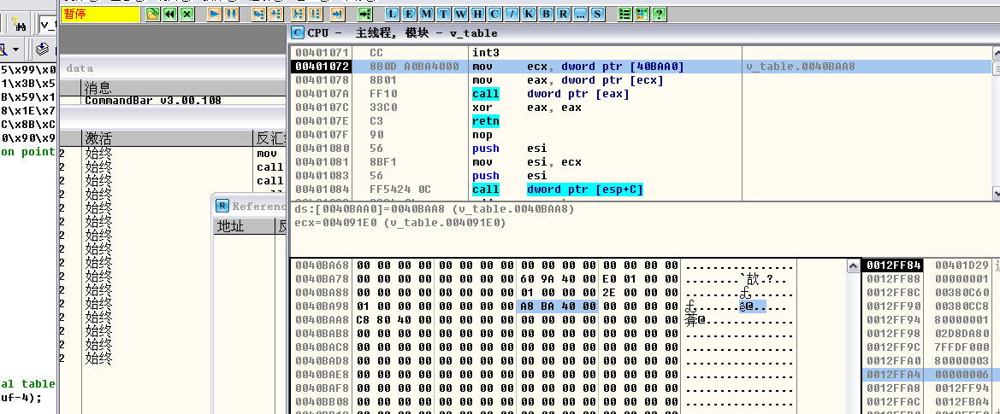 暂停
L E M T W H C / K B R ... S
?
v_t
CPU - 主线程, 模块 - v_table
data
消息
CommandBar v3.00.108
激活
反汇
始终 mov
始终 call
始终 call
始终
始终
始终
始终
始终
始终
始终
始终
始终
始终
始终
始终
始终
Referenc
地址
5\x99\x0
1\x3B\x5
B\x59\x1
8\x1E\x7
C\x8B\xC
0\x90\x9
on point
al table
uf-4);
00401071 CC int3
00401072 8B0D A0BA4000 mov ecx, dword ptr [40BAA0] v_table.0040BAA8
00401078 8B01 mov eax, dword ptr [ecx]
0040107A FF10 call dword ptr [eax]
0040107C 33C0 xor eax, eax
0040107E C3 retn
0040107F 90 nop
00401080 56 push esi
00401081 8BF1 mov esi, ecx
00401083 56 push esi
00401084 FF5424 0C call dword ptr [esp+C]
ds:[0040BAA0]=0040BAA8 (v_table.0040BAA8)
ecx=004091E0 (v_table.004091E0)
0040BA68 00 00 00 00 00 00 00 00 00 00 00 00 00 00 00 00 ................
0040BA78 00 00 00 00 00 00 00 00 60 9A 40 00 E0 01 00 00
0040BA88 00 00 00 00 00 00 00 00 01 00 00 00 2E 00 00 00
0040BA98 01 00 00 00 00 00 00 00 A8 BA 40 00 00 00 00 00
0040BAA8 C8 80 40 00 00 00 00 00 00 00 00 00 00 00 00 00
0040BAB8 00 00 00 00 00 00 00 00 00 00 00 00 00 00 00 00 ................
0040BAC8 00 00 00 00 00 00 00 00 00 00 00 00 00 00 00 00 ................
0040BAD8 00 00 00 00 00 00 00 00 00 00 00 00 00 00 00 00 ................
0040BAE8 00 00 00 00 00 00 00 00 00 00 00 00 00 00 00 00 ................
0040BAF8 00 00 00 00 00 00 00 00 00 00 00 00 00 00 00 00 ................
0040BB08 00 00 00 00 00 00 00 00 00 00 00 00 00 00 00 00 ................
0012FF84 00401D29
0012FF88 00000001
0012FF8C 00380C60
0012FF90 00380CC8
0012FF94 80000001
0012FF98 02D8DA80
0012FF9C 7FFDF000
0012FFA0 80000003
0012FFA4 00000006
0012FFA8 0012FF94
0012FFAC 0012FBA4